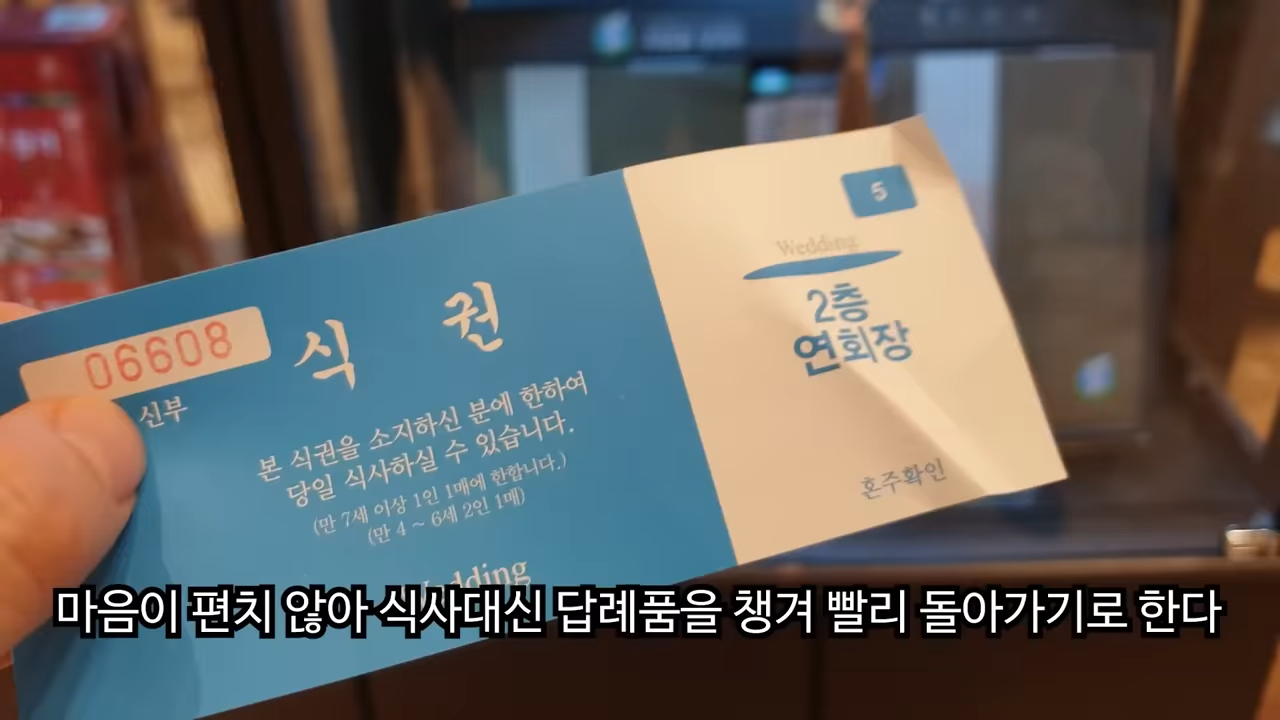 06608
식 권
신부
본 식권을 소지하신 분에 한하여
당일 식사하실 수 있습니다.
(만 7세 이상 1인 1매에 한합니다.)
(만 4 ~ 6세 2인 1매)
Wedding
5
Wedding
2층
연회장
혼주확인
마음이 편치 않아 식사대신 답례품을 챙겨 빨리 돌아가기로 한다